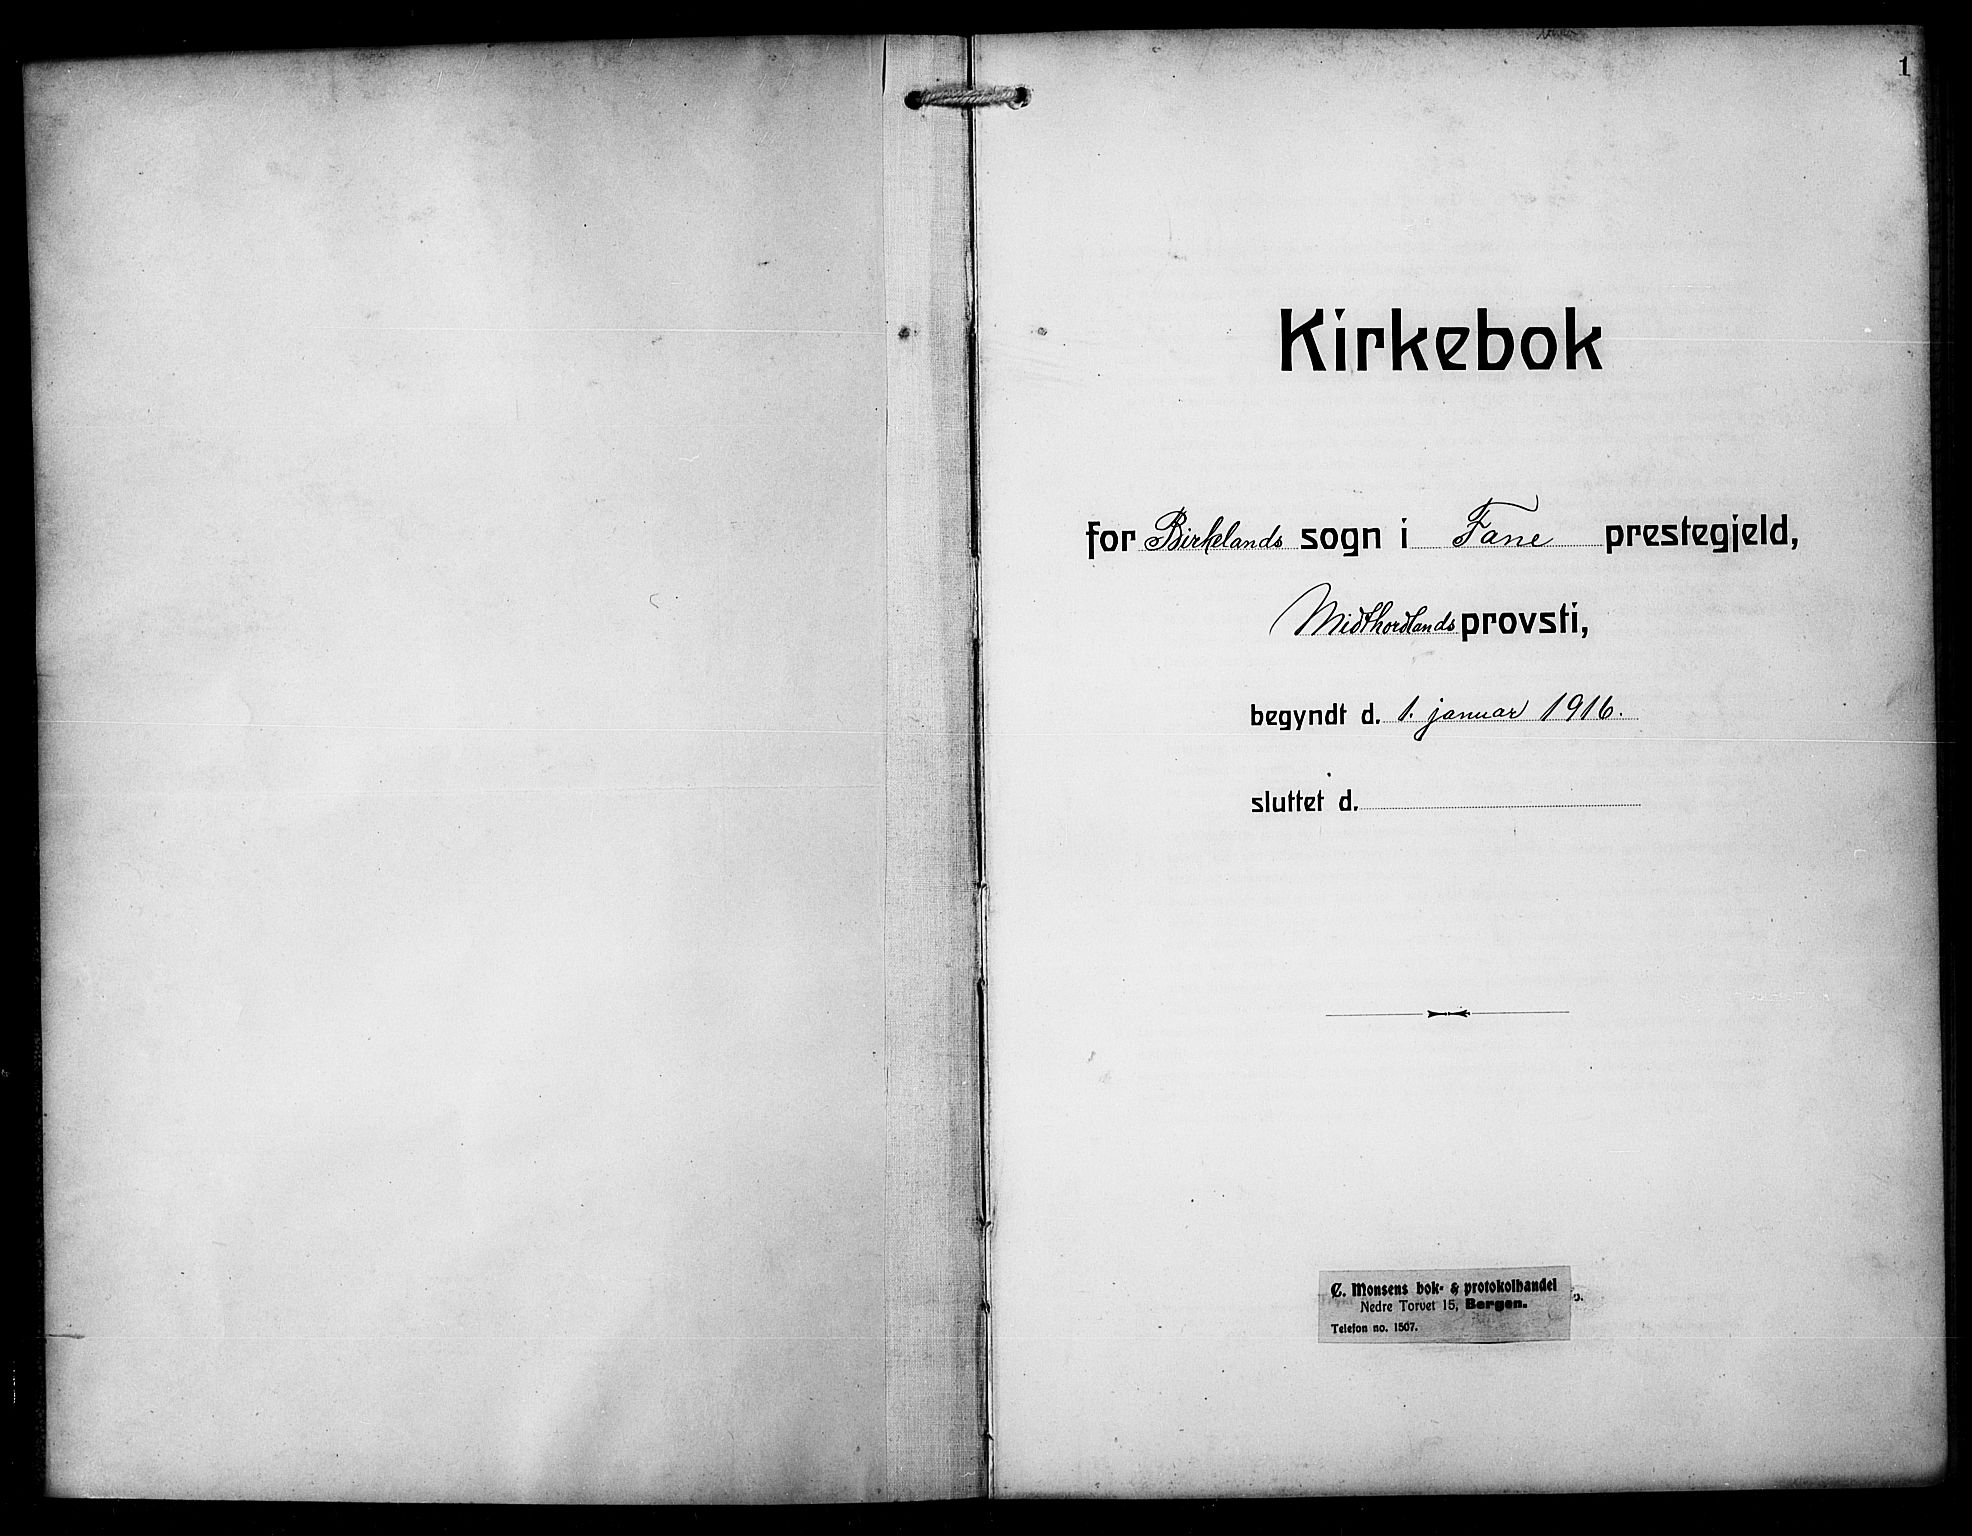 1
Kirkebok
for Birkelands sogn i Fane prestegjeld,
Midthordlands provsti,
begyndt d. 1. januar 1916.
sluttet d.
C. Monsens bok- & protokolhandel
Nedre Torvet 15, Bergen.
Telefon no. 1507.